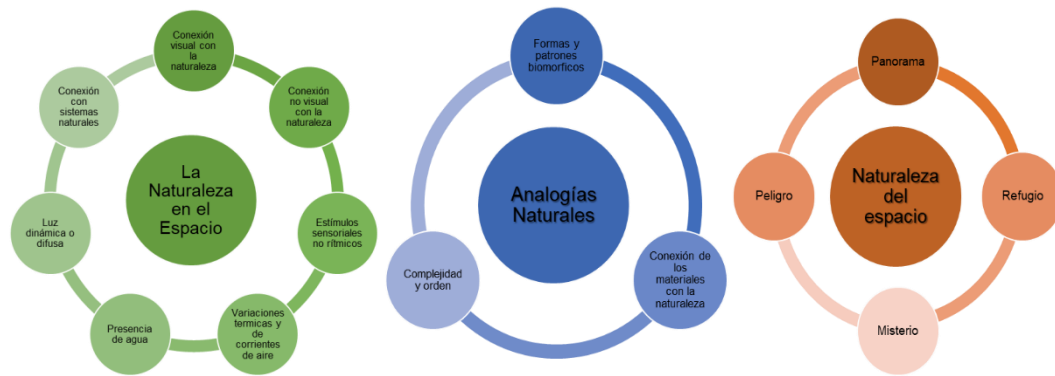 Conexión
visual con
la
naturaleza
Conexión
no visual
con la
naturaleza
Estímulos
sensoriales
no rítmicos
Variaciones
termicas y
de
corrientes
de aire
Presencia
de agua
Luz
dinámica o
difusa
Conexión
con
sistemas
naturales
La
Naturaleza
en el
Espacio
Formas y
patrones
biomorficos
Conexión de
los
materiales
con la
naturaleza
Complejidad
y orden
Analogías
Naturales
Panorama
Refugio
Misterio
Peligro
Naturaleza
del
espacio